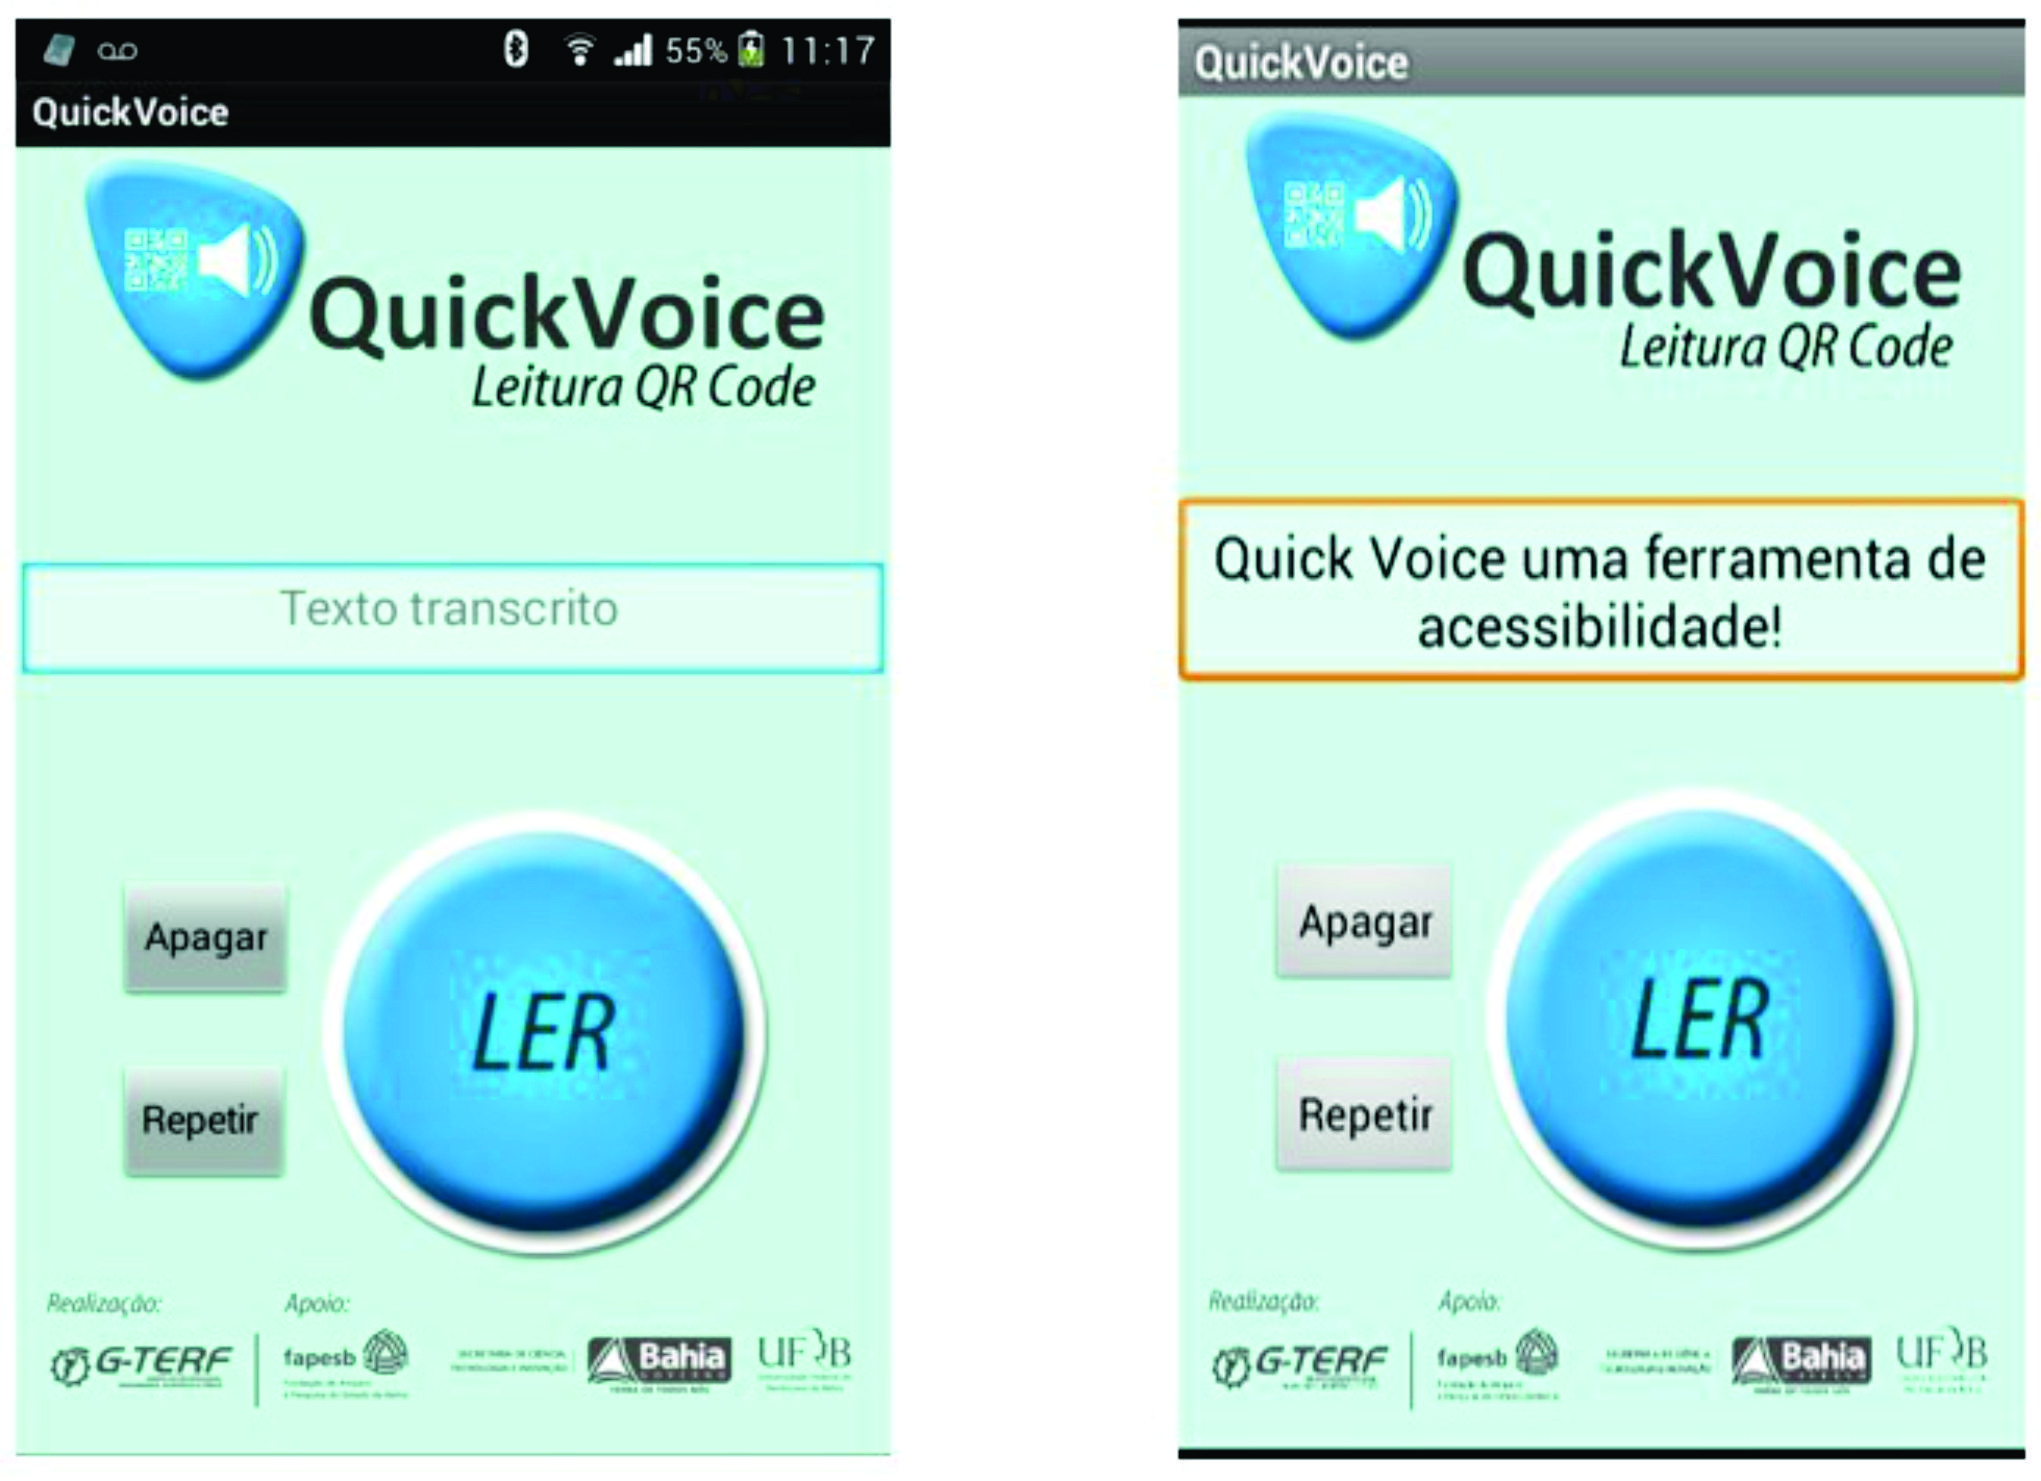 55% 11:17
QuickVoice
QuickVoice
Leitura QR Code
Texto transcrito
Apagar
LER
Repetir
Realização:
Apoio:
G-TERF
fapesb
Bahia
UFRB
QuickVoice
QuickVoice
Leitura QR Code
Quick Voice uma ferramenta de
acessibilidade!
Apagar
LER
Repetir
Realização:
Apoio:
G-TERF
fapesb
Bahia
UFRB